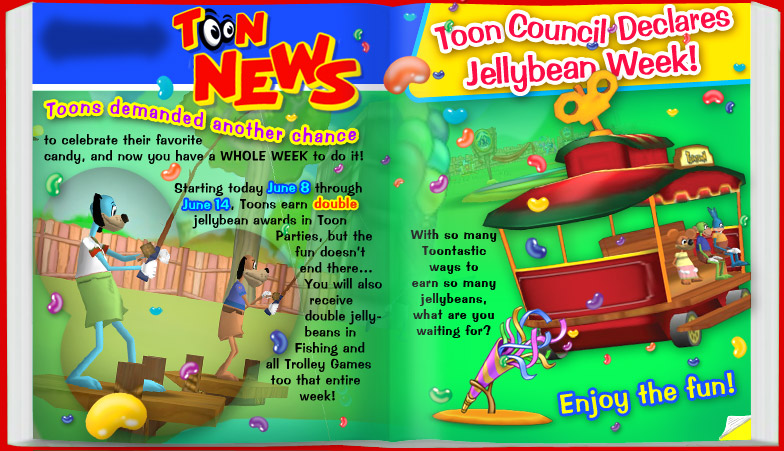 TOON
NEWS
Toons demanded another chance
to celebrate their favorite
candy, and now you have a WHOLE WEEK to do it!
Starting today June 8 through
June 14, Toons earn double
jellybean awards in Toon
Parties, but the
fun doesn't
end there...
You will also
receive
double jelly-
beans in
Fishing and
all Trolley Games
too that entire
week!
Toon Council Declares
Jellybean Week!
With so many
Toontastic
ways to
earn so many
jellybeans,
what are you
waiting for?
Enjoy the fun!